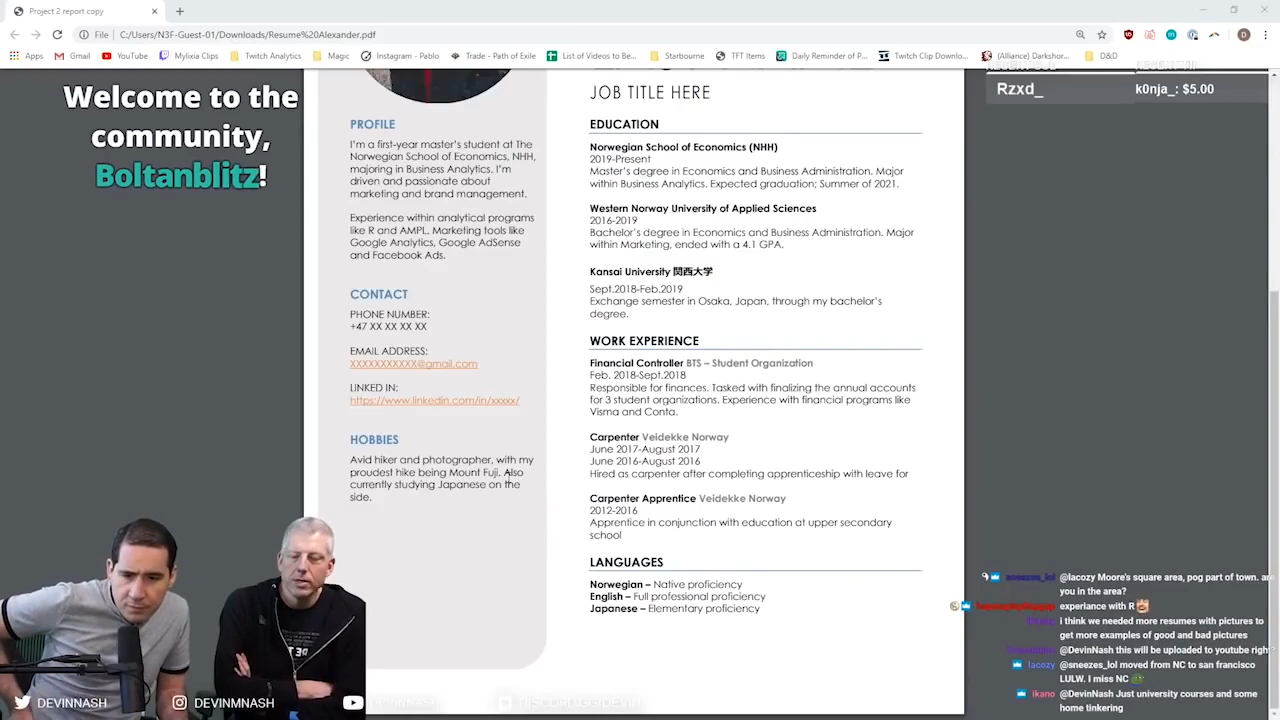 Project 2 report copy
File
C:/Users/N3F-Guest-01/Downloads/Resume%20Alexander.pdf
Apps
Gmail
YouTube
Mylixia Clips
Twitch Analytics
Magic
Instagram - Pablo
Trade - Path of Exile
List of Videos to Be...
Starbourne
TFT Items
Daily Reminder of P...
Twitch Clip Downlo...
(Alliance) Darkshor...
D&D
Welcome to the
community,
Boltanblitz!
Rzxd_
k0nja_: $5.00
PROFILE
I'm a first-year master's student at The
Norwegian School of Economics, NHH,
majoring in Business Analytics. I'm
driven and passionate about
marketing and brand management.
Experience within analytical programs
like R and AMPL. Marketing tools like
Google Analytics, Google AdSense
and Facebook Ads.
CONTACT
PHONE NUMBER:
+47 XX XX XX XX
EMAIL ADDRESS:
XXXXXXXXXXX@gmail.com
LINKED IN:
https://www.linkedin.com/in/xxxxx/
HOBBIES
Avid hiker and photographer, with my
proudest hike being Mount Fuji. Also
currently studying Japanese on the
side.
JOB TITLE HERE
EDUCATION
Norwegian School of Economics (NHH)
2019-Present
Master's degree in Economics and Business Administration. Major
within Business Analytics. Expected graduation; Summer of 2021.
Western Norway University of Applied Sciences
2016-2019
Bachelor's degree in Economics and Business Administration. Major
within Marketing, ended with a 4.1 GPA.
Kansai University 関西大学
Sept.2018-Feb.2019
Exchange semester in Osaka, Japan, through my bachelor's
degree.
WORK EXPERIENCE
Financial Controller BTS – Student Organization
Feb. 2018-Sept.2018
Responsible for finances. Tasked with finalizing the annual accounts
for 3 student organizations. Experience with financial programs like
Visma and Conta.
Carpenter Veidekke Norway
June 2017-August 2017
June 2016-August 2016
Hired as carpenter after completing apprenticeship with leave for
Carpenter Apprentice Veidekke Norway
2012-2016
Apprentice in conjunction with education at upper secondary
school
LANGUAGES
Norwegian – Native proficiency
English – Full professional proficiency
Japanese – Elementary proficiency
sneezes_lol @lacozy Moore's square area, pog part of town. are
you in the area?
experiance with R
i think we needed more resumes with pictures to
get more examples of good and bad pictures
@DevinNash this will be uploaded to youtube right?
lacozy @sneezes_lol moved from NC to san francisco
LULW. I miss NC
ikano @DevinNash Just university courses and some
home tinkering
DEVINNASH
DEVINMNASH
DEVINMNASH
DISCORD.GG/DEVIN